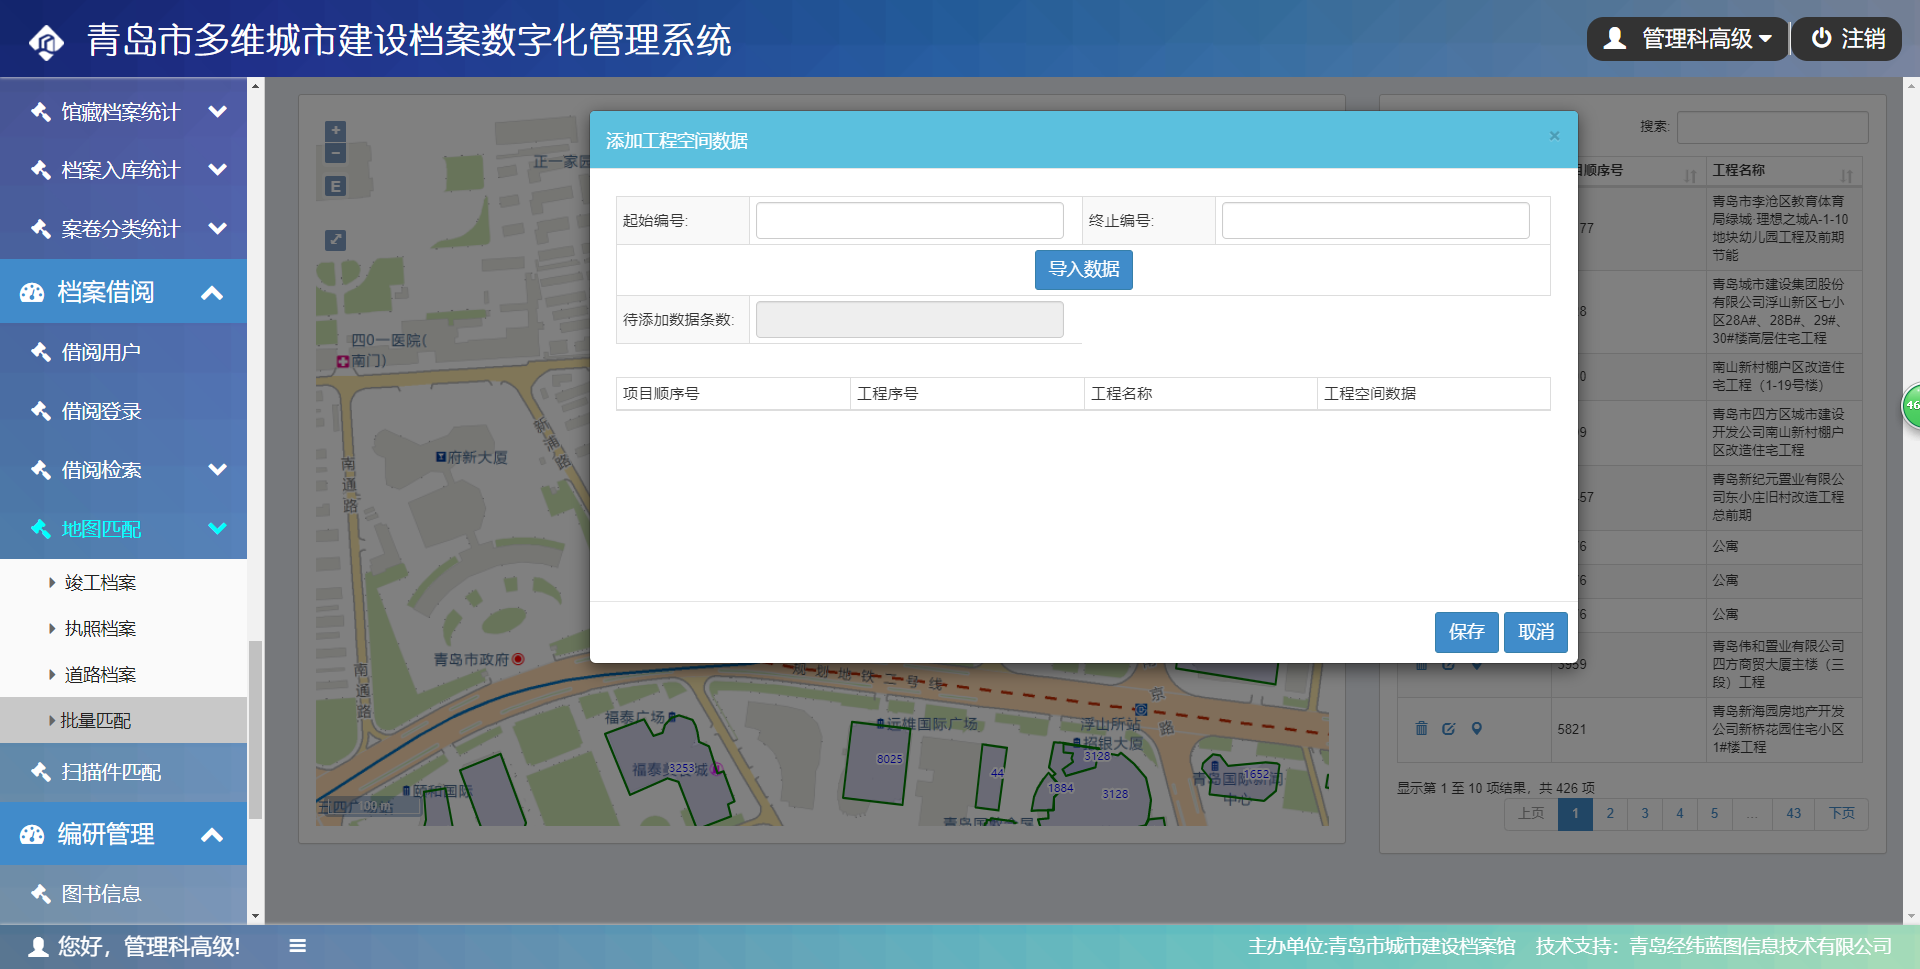 青岛市多维城市建设档案数字化管理系统
管理科高级
注销
馆藏档案统计
档案入库统计
案卷分类统计
档案借阅
借阅用户
借阅登录
借阅检索
地图匹配
竣工档案
执照档案
道路档案
批量匹配
扫描件匹配
编研管理
图书信息
+
−
E
正一家园
四0一医院(
南门)
新浦路
南通路
府新大厦
南通路
青岛市政府
规划地铁二号线
福泰广场
远雄国际广场
浮山所站
招银大厦
京
路
3253
8025
44
3128
1884
3128
1652
颐和国际
100 m
添加工程空间数据
×
起始编号:
终止编号:
导入数据
待添加数据条数:
项目顺序号 工程序号 工程名称 工程空间数据
保存
取消
搜索:
目顺序号 工程名称
77
青岛市李沧区教育体育
局绿城·理想之城A-1-10
地块幼儿园工程及前期
节能
8
青岛城市建设集团股份
有限公司浮山新区七小
区28A#、28B#、29#、
30#楼高层住宅工程
0
南山新村棚户区改造住
宅工程（1-19号楼）
9
青岛市四方区城市建设
开发公司南山新村棚户
区改造住宅工程
57
青岛新纪元置业有限公
司东小庄旧村改造工程
总前期
6
公寓
6
公寓
6
公寓
3959
青岛伟和置业有限公司
四方商贸大厦主楼（三
段）工程
5821
青岛新海园房地产开发
公司新桥花园住宅小区
1#楼工程
显示第 1 至 10 项结果，共 426 项
上页 1 2 3 4 5 ... 43 下页
46
您好，管理科高级!
主办单位:青岛市城市建设档案馆 技术支持：青岛经纬蓝图信息技术有限公司